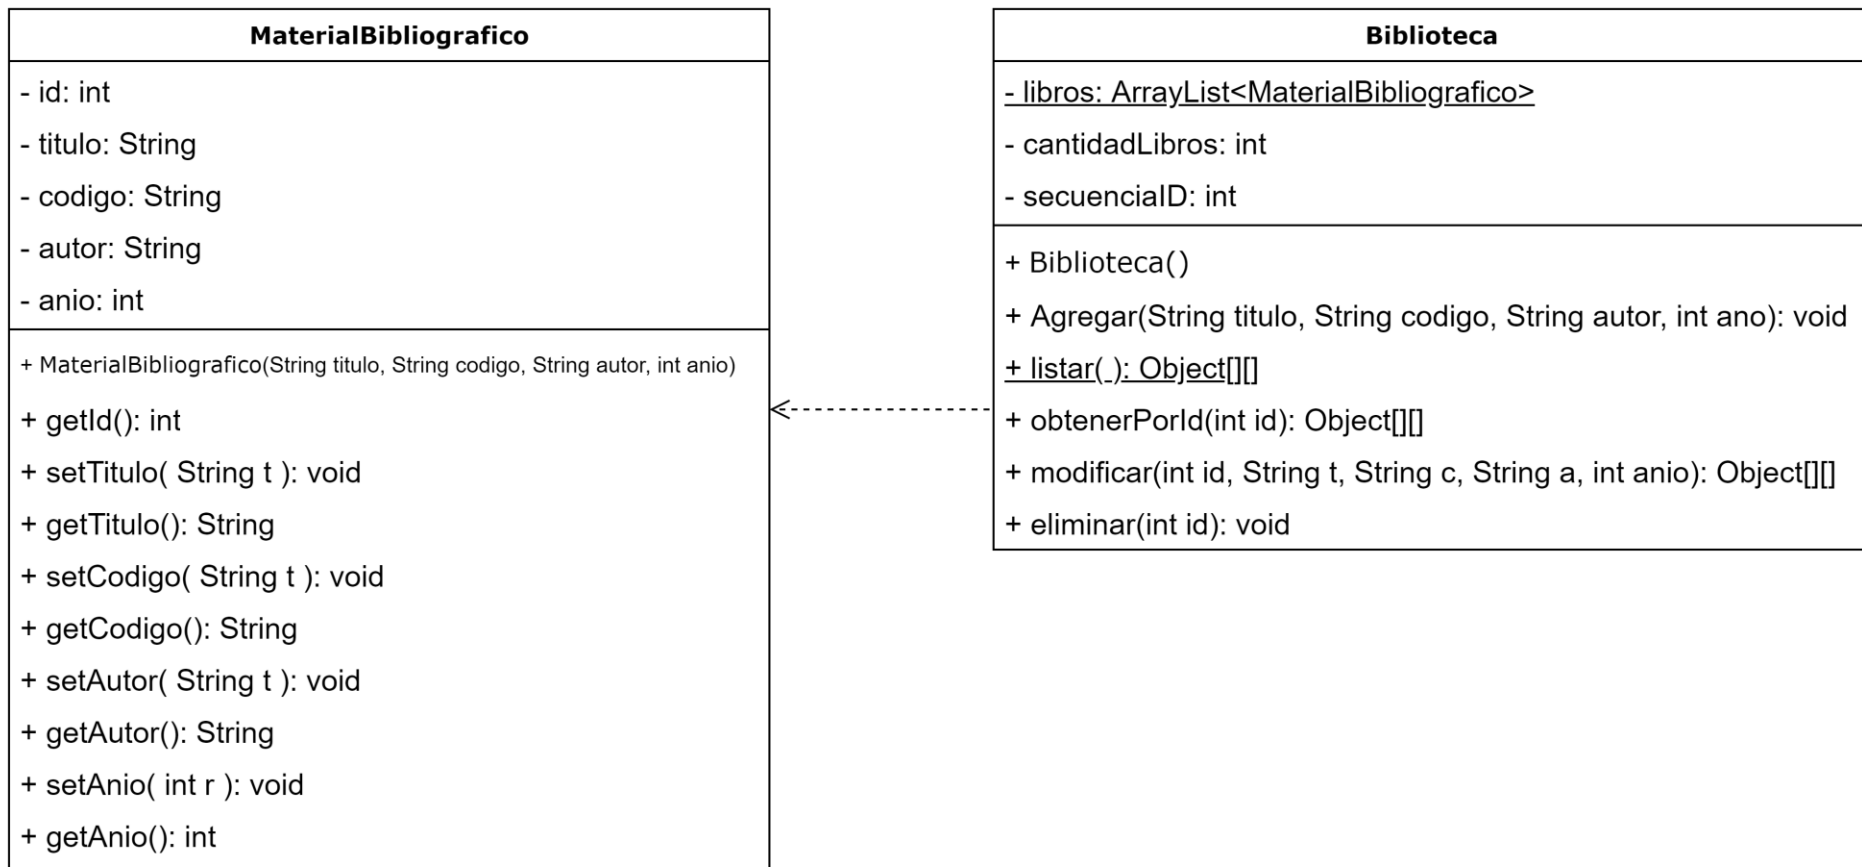 MaterialBibliografico
- id: int
- titulo: String
- codigo: String
- autor: String
- anio: int
+ MaterialBibliografico(String titulo, String codigo, String autor, int anio)
+ getId(): int
+ setTitulo( String t ): void
+ getTitulo(): String
+ setCodigo( String t ): void
+ getCodigo(): String
+ setAutor( String t ): void
+ getAutor(): String
+ setAnio( int r ): void
+ getAnio(): int
Biblioteca
- libros: ArrayList<MaterialBibliografico>
- cantidadLibros: int
- secuenciaID: int
+ Biblioteca()
+ Agregar(String titulo, String codigo, String autor, int ano): void
+ listar( ): Object[][]
+ obtenerPorId(int id): Object[][]
+ modificar(int id, String t, String c, String a, int anio): Object[][]
+ eliminar(int id): void